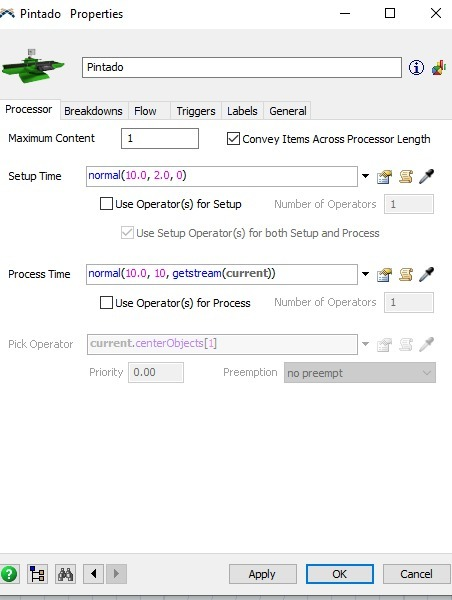 Pintado Properties
Pintado
Processor Breakdowns Flow Triggers Labels General
Maximum Content 1 Convey Items Across Processor Length
Setup Time normal(10.0, 2.0, 0)
Use Operator(s) for Setup Number of Operators 1
Use Setup Operator(s) for both Setup and Process
Process Time normal(10.0, 10, getstream(current))
Use Operator(s) for Process Number of Operators 1
Pick Operator current.centerObjects[1]
Priority 0.00 Preemption no preempt
Apply OK Cancel